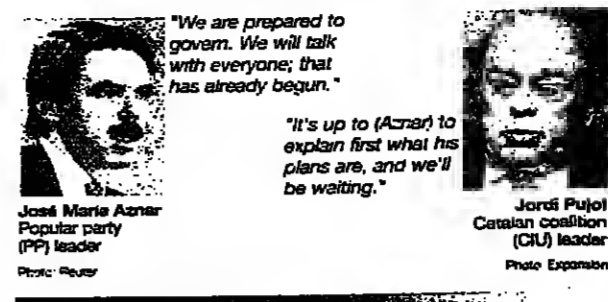 "We are prepared to
govern. We will talk
with everyone; that
has already begun."
"It's up to (Aznar) to
explain first what his
plans are, and we'll
be waiting."
José Maria Aznar
Popular party
(PP) leader
Photo: Reuter
Jordi Pujol
Catalan coalition
(CIU) leader
Photo Expansion